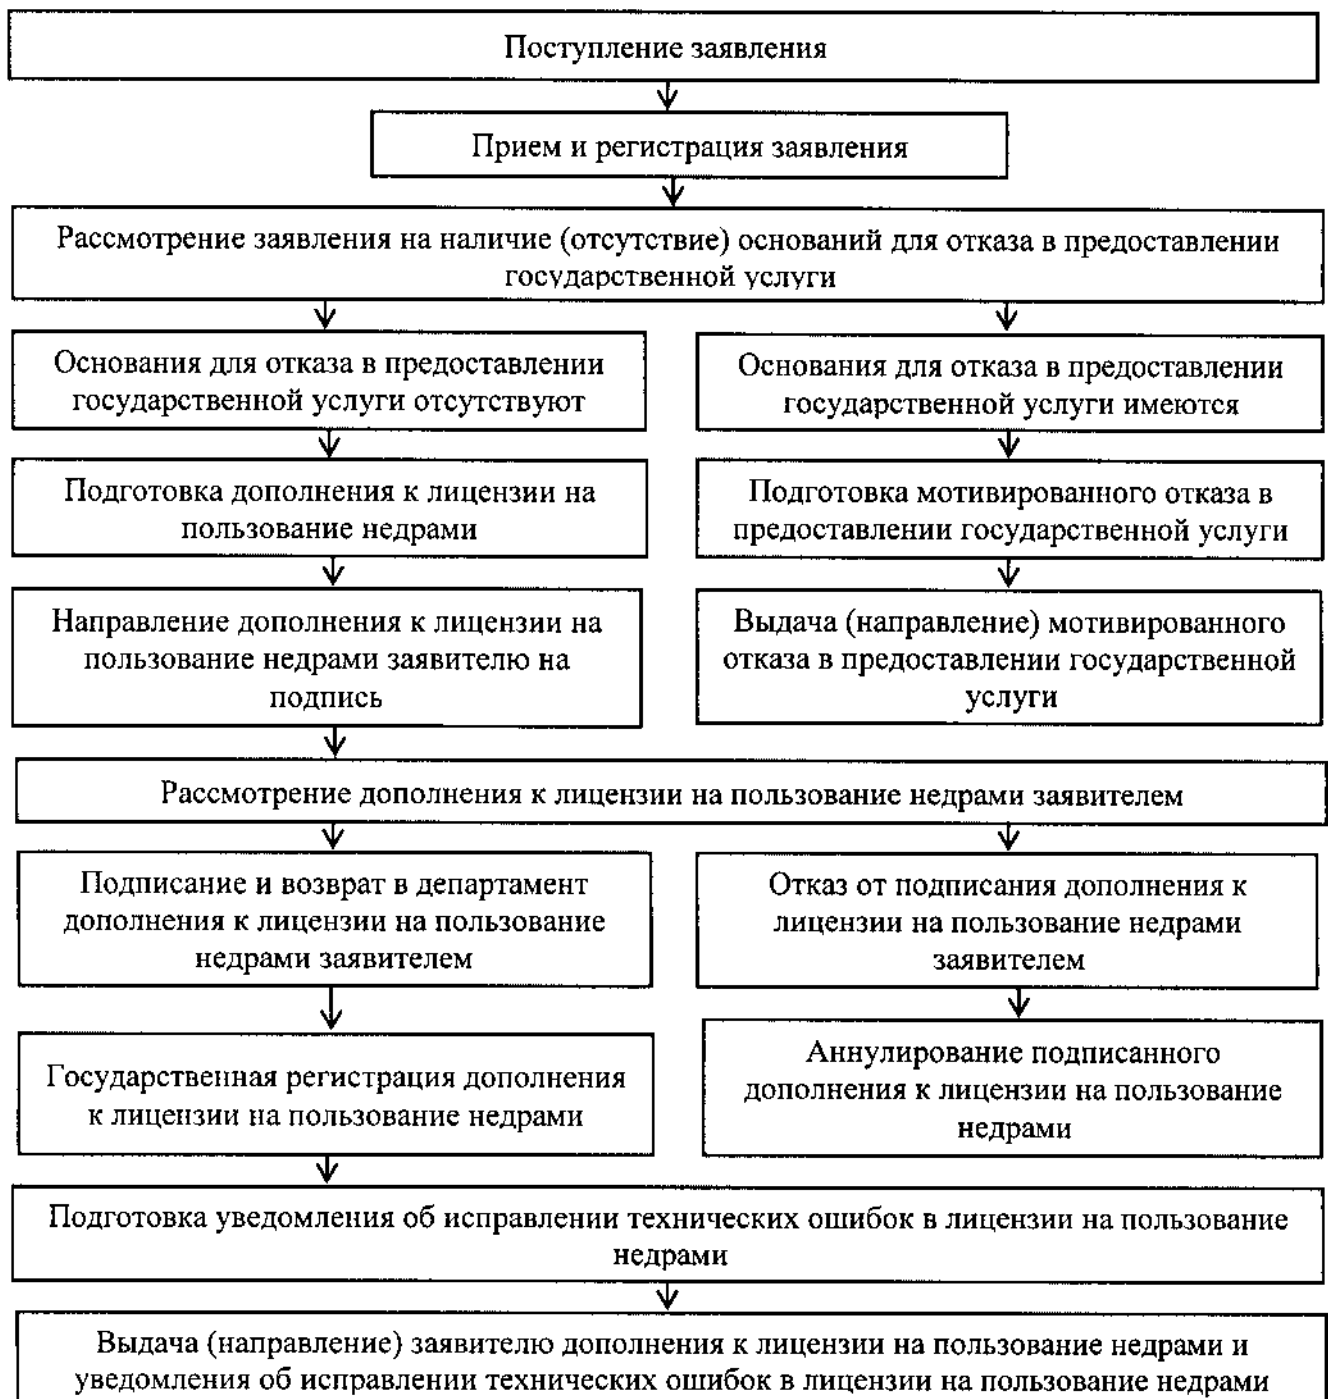 Поступление заявления
Прием и регистрация заявления
Рассмотрение заявления на наличие (отсутствие) оснований для отказа в предоставлении
государственной услуги
Основания для отказа в предоставлении
государственной услуги отсутствуют
Основания для отказа в предоставлении
государственной услуги имеются
Подготовка дополнения к лицензии на
пользование недрами
Подготовка мотивированного отказа в
предоставлении государственной услуги
Направление дополнения к лицензии на
пользование недрами заявителю на
подпись
Выдача (направление) мотивированного
отказа в предоставлении государственной
услуги
Рассмотрение дополнения к лицензии на пользование недрами заявителем
Подписание и возврат в департамент
дополнения к лицензии на пользование
недрами заявителем
Отказ от подписания дополнения к
лицензии на пользование недрами
заявителем
Государственная регистрация дополнения
к лицензии на пользование недрами
Аннулирование подписанного
дополнения к лицензии на пользование
недрами
Подготовка уведомления об исправлении технических ошибок в лицензии на пользование
недрами
Выдача (направление) заявителю дополнения к лицензии на пользование недрами и
уведомления об исправлении технических ошибок в лицензии на пользование недрами